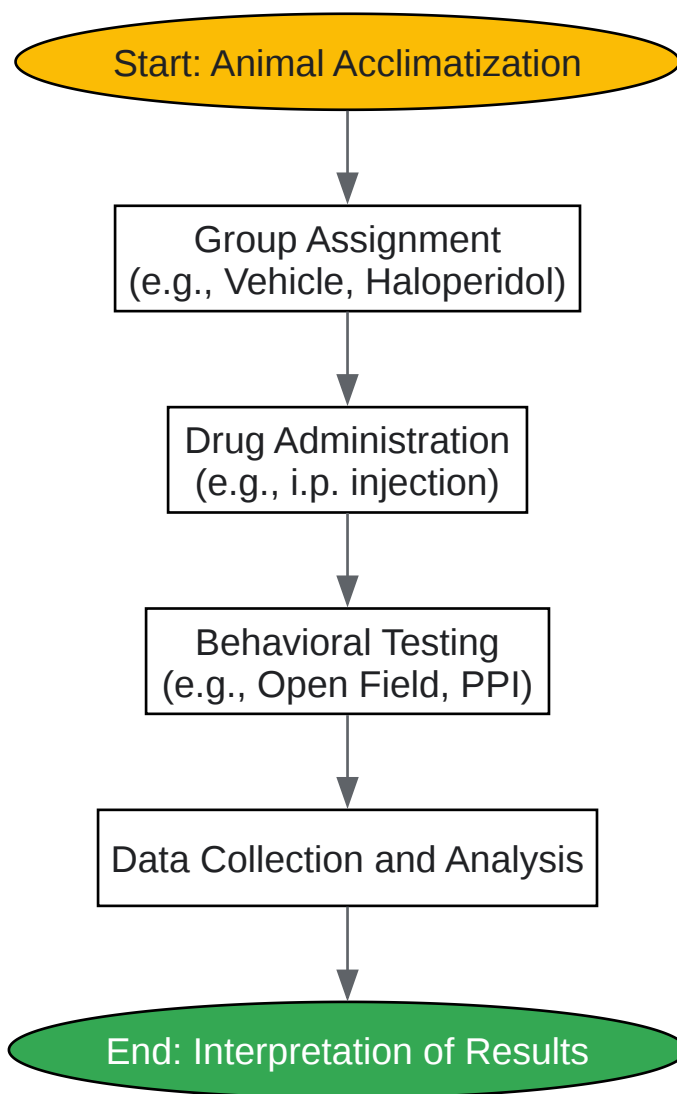 Start: Animal Acclimatization
Group Assignment
(e.g., Vehicle, Haloperidol)
Drug Administration
(e.g., i.p. injection)
Behavioral Testing
(e.g., Open Field, PPI)
Data Collection and Analysis
End: Interpretation of Results